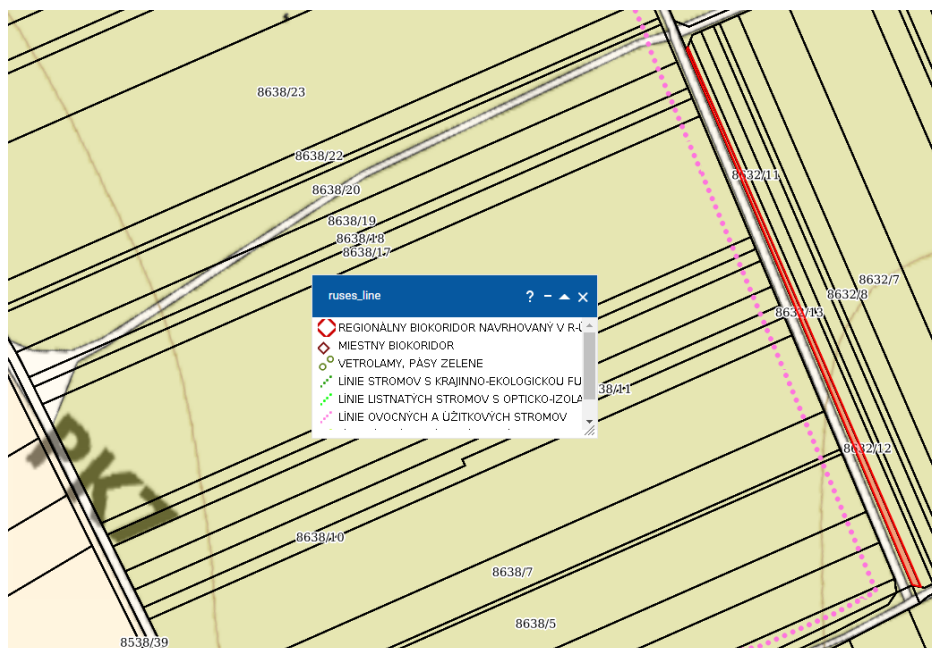 8638/23
8638/22
8638/20
8638/19
8638/18
8638/17
8632/11
8632/7
8632/8
ruses_line
? – ×
REGIONÁLNY BIOKORIDOR NAVRHOVANÝ V R-Ú
MIESTNY BIOKORIDOR
VETROLAMY, PÁSY ZELENE
LÍNIE STROMOV S KRAJINNO-EKOLOGICKOU FU
LÍNIE LISTNATÝCH STROMOV S OPTICKO-IZOLA
LÍNIE OVOCNÝCH A ÚŽITKOVÝCH STROMOV
38/11
8632/12
8638/10
8638/7
8638/5
8538/39